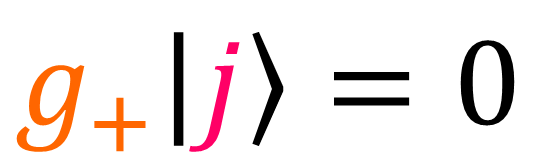 g₊|j⟩ = 0